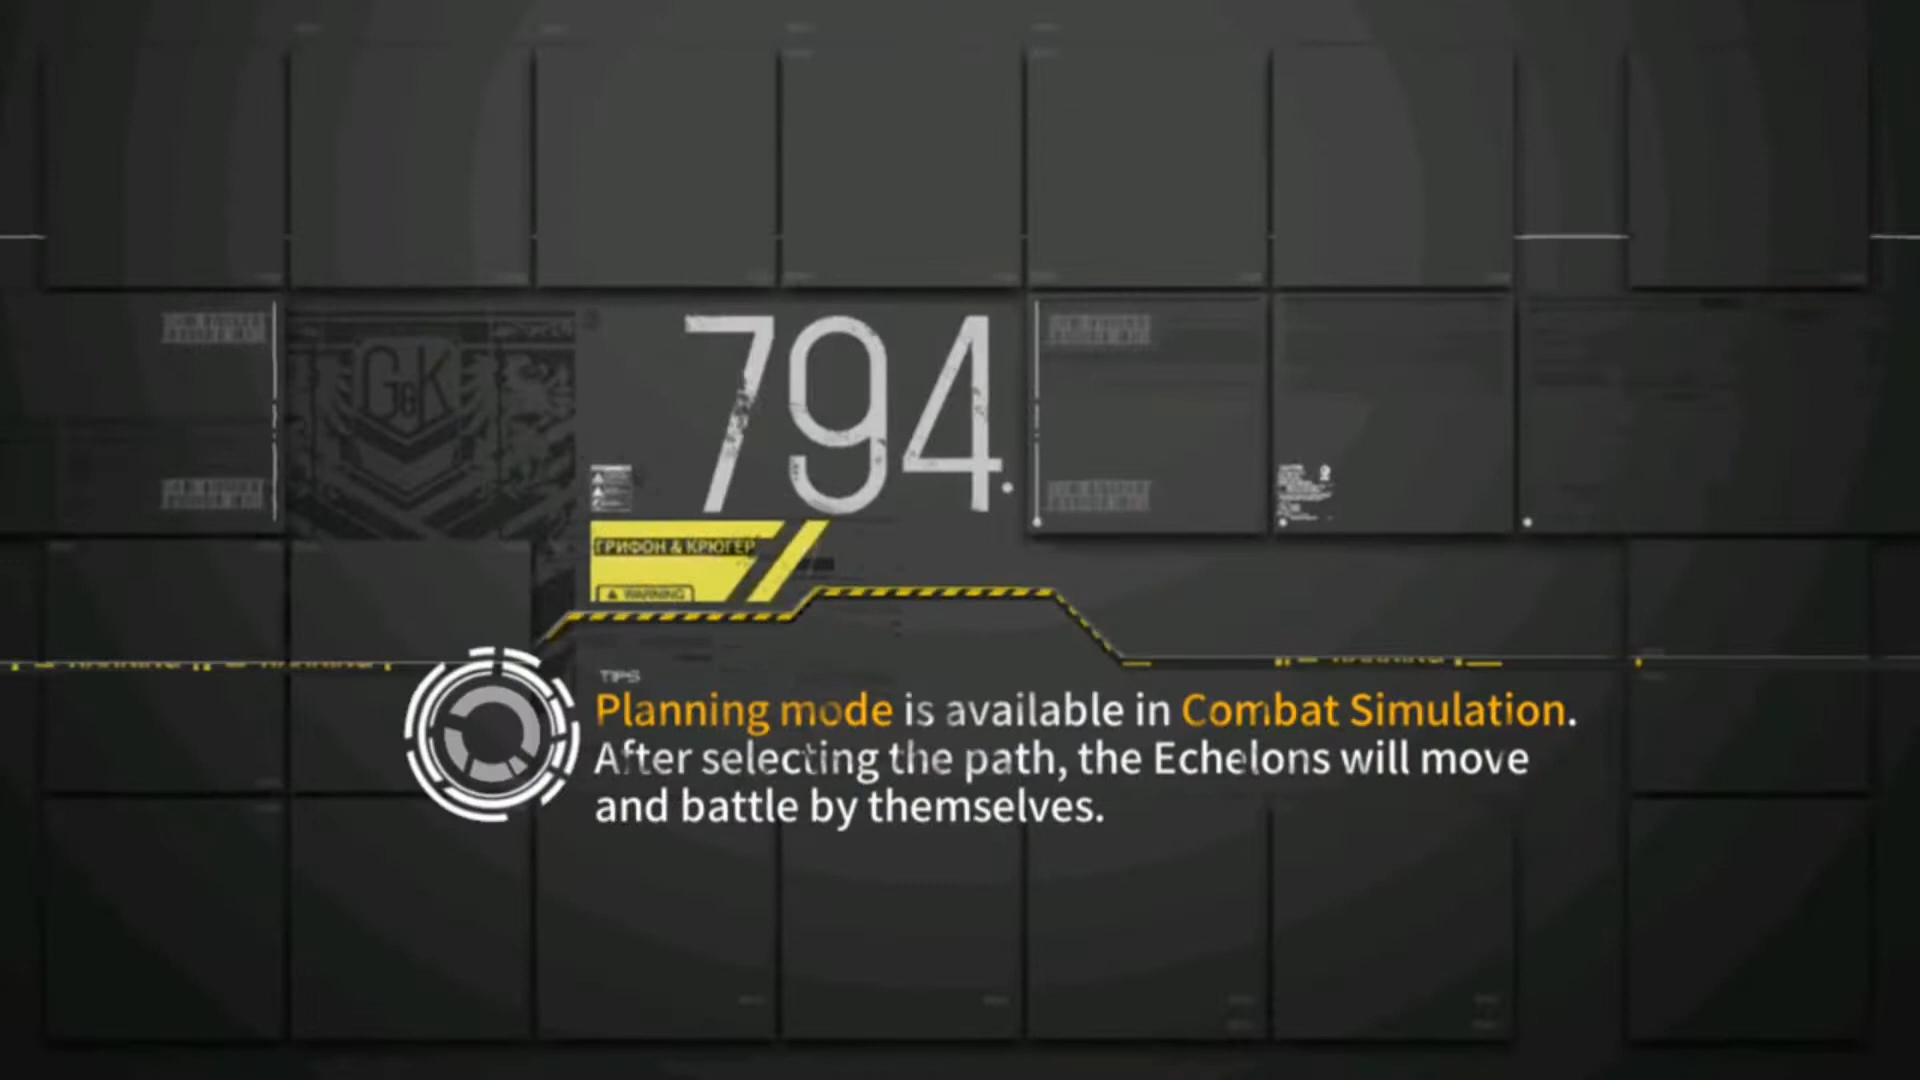 G&K
794.
ГРИФОН & КРЮГЕР
WARNING
TIPS
Planning mode is available in Combat Simulation.
After selecting the path, the Echelons will move
and battle by themselves.